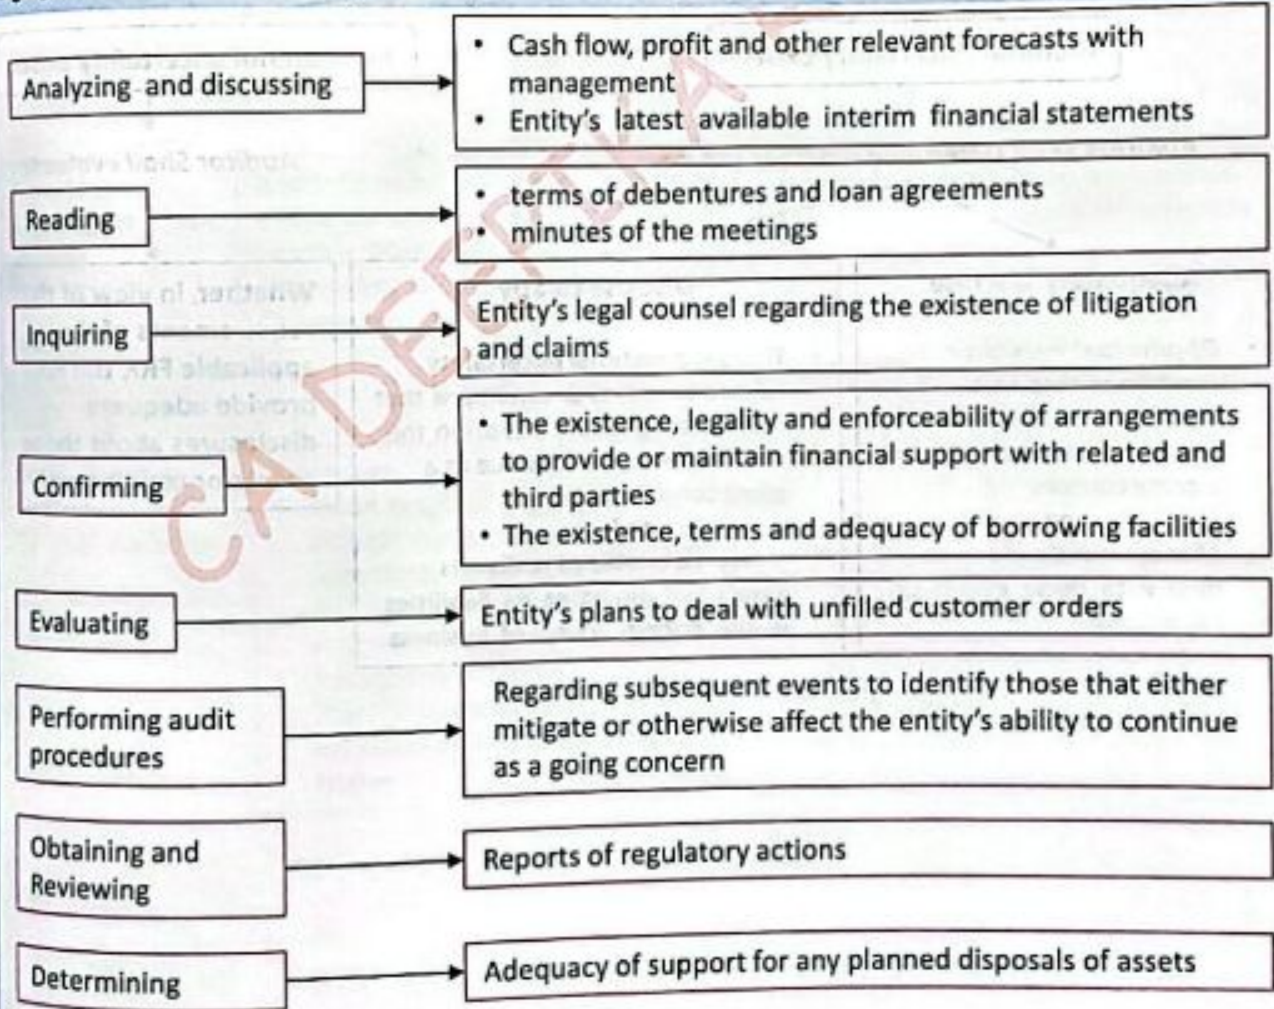 Analyzing and discussing
• Cash flow, profit and other relevant forecasts with
management
• Entity's latest available interim financial statements
Reading
• terms of debentures and loan agreements
• minutes of the meetings
Inquiring
Entity's legal counsel regarding the existence of litigation
and claims
Confirming
• The existence, legality and enforceability of arrangements
to provide or maintain financial support with related and
third parties
• The existence, terms and adequacy of borrowing facilities
Evaluating
Entity's plans to deal with unfilled customer orders
Performing audit
procedures
Regarding subsequent events to identify those that either
mitigate or otherwise affect the entity's ability to continue
as a going concern
Obtaining and
Reviewing
Reports of regulatory actions
Determining
Adequacy of support for any planned disposals of assets
CA DEEPIKA